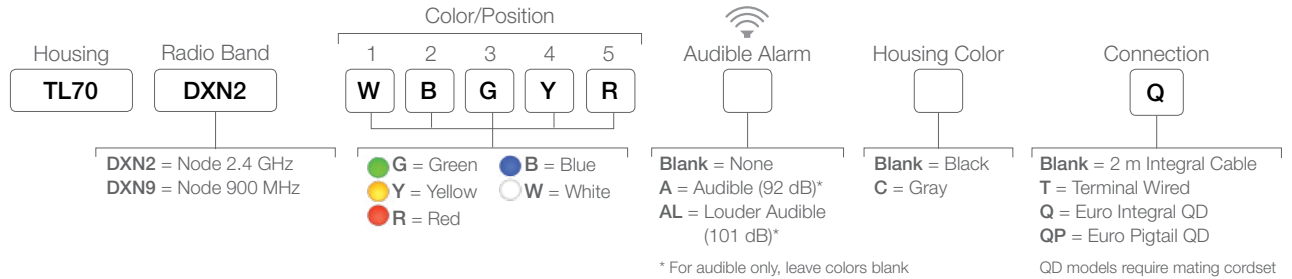 Color/Position
Housing Radio Band 1 2 3 4 5 Audible Alarm Housing Color Connection
TL70 DXN2 W B G Y R Q
DXN2 = Node 2.4 GHz
DXN9 = Node 900 MHz
G = Green B = Blue
Y = Yellow W = White
R = Red
Blank = None
A = Audible (92 dB)*
AL = Louder Audible
(101 dB)*
* For audible only, leave colors blank
Blank = Black
C = Gray
Blank = 2 m Integral Cable
T = Terminal Wired
Q = Euro Integral QD
QP = Euro Pigtail QD
QD models require mating cordset